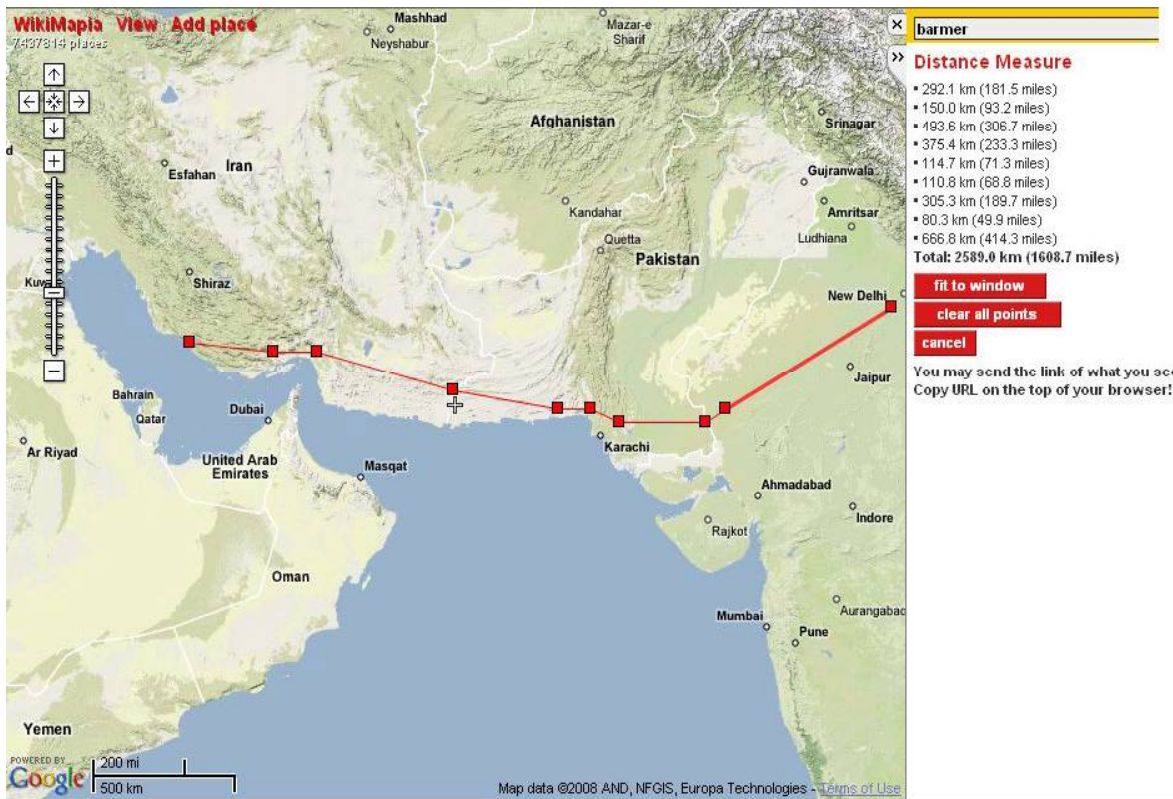 WikiMapia View Add place
7437814 places
Mashhad
Neyshabur
Mazar-e
Sharif
Afghanistan
Srinagar
Iran
Esfahan
Gujranwala
Kandahar
Amritsar
Ludhiana
Quetta
Pakistan
Shiraz
New Delhi
Jaipur
Bahrain
Qatar
Dubai
Karachi
Ar Riyad
United Arab
Emirates
Masqat
Ahmadabad
Rajkot
Indore
Oman
Aurangabad
Mumbai
Pune
Yemen
POWERED BY
Google
200 mi
500 km
Map data ©2008 AND, NFGIS, Europa Technologies - Terms of Use
barmer
Distance Measure
292.1 km (181.5 miles)
150.0 km (93.2 miles)
493.6 km (306.7 miles)
375.4 km (233.3 miles)
114.7 km (71.3 miles)
110.8 km (68.8 miles)
305.3 km (189.7 miles)
80.3 km (49.9 miles)
666.8 km (414.3 miles)
Total: 2589.0 km (1608.7 miles)
fit to window
clear all points
cancel
You may send the link of what you see
Copy URL on the top of your browser!